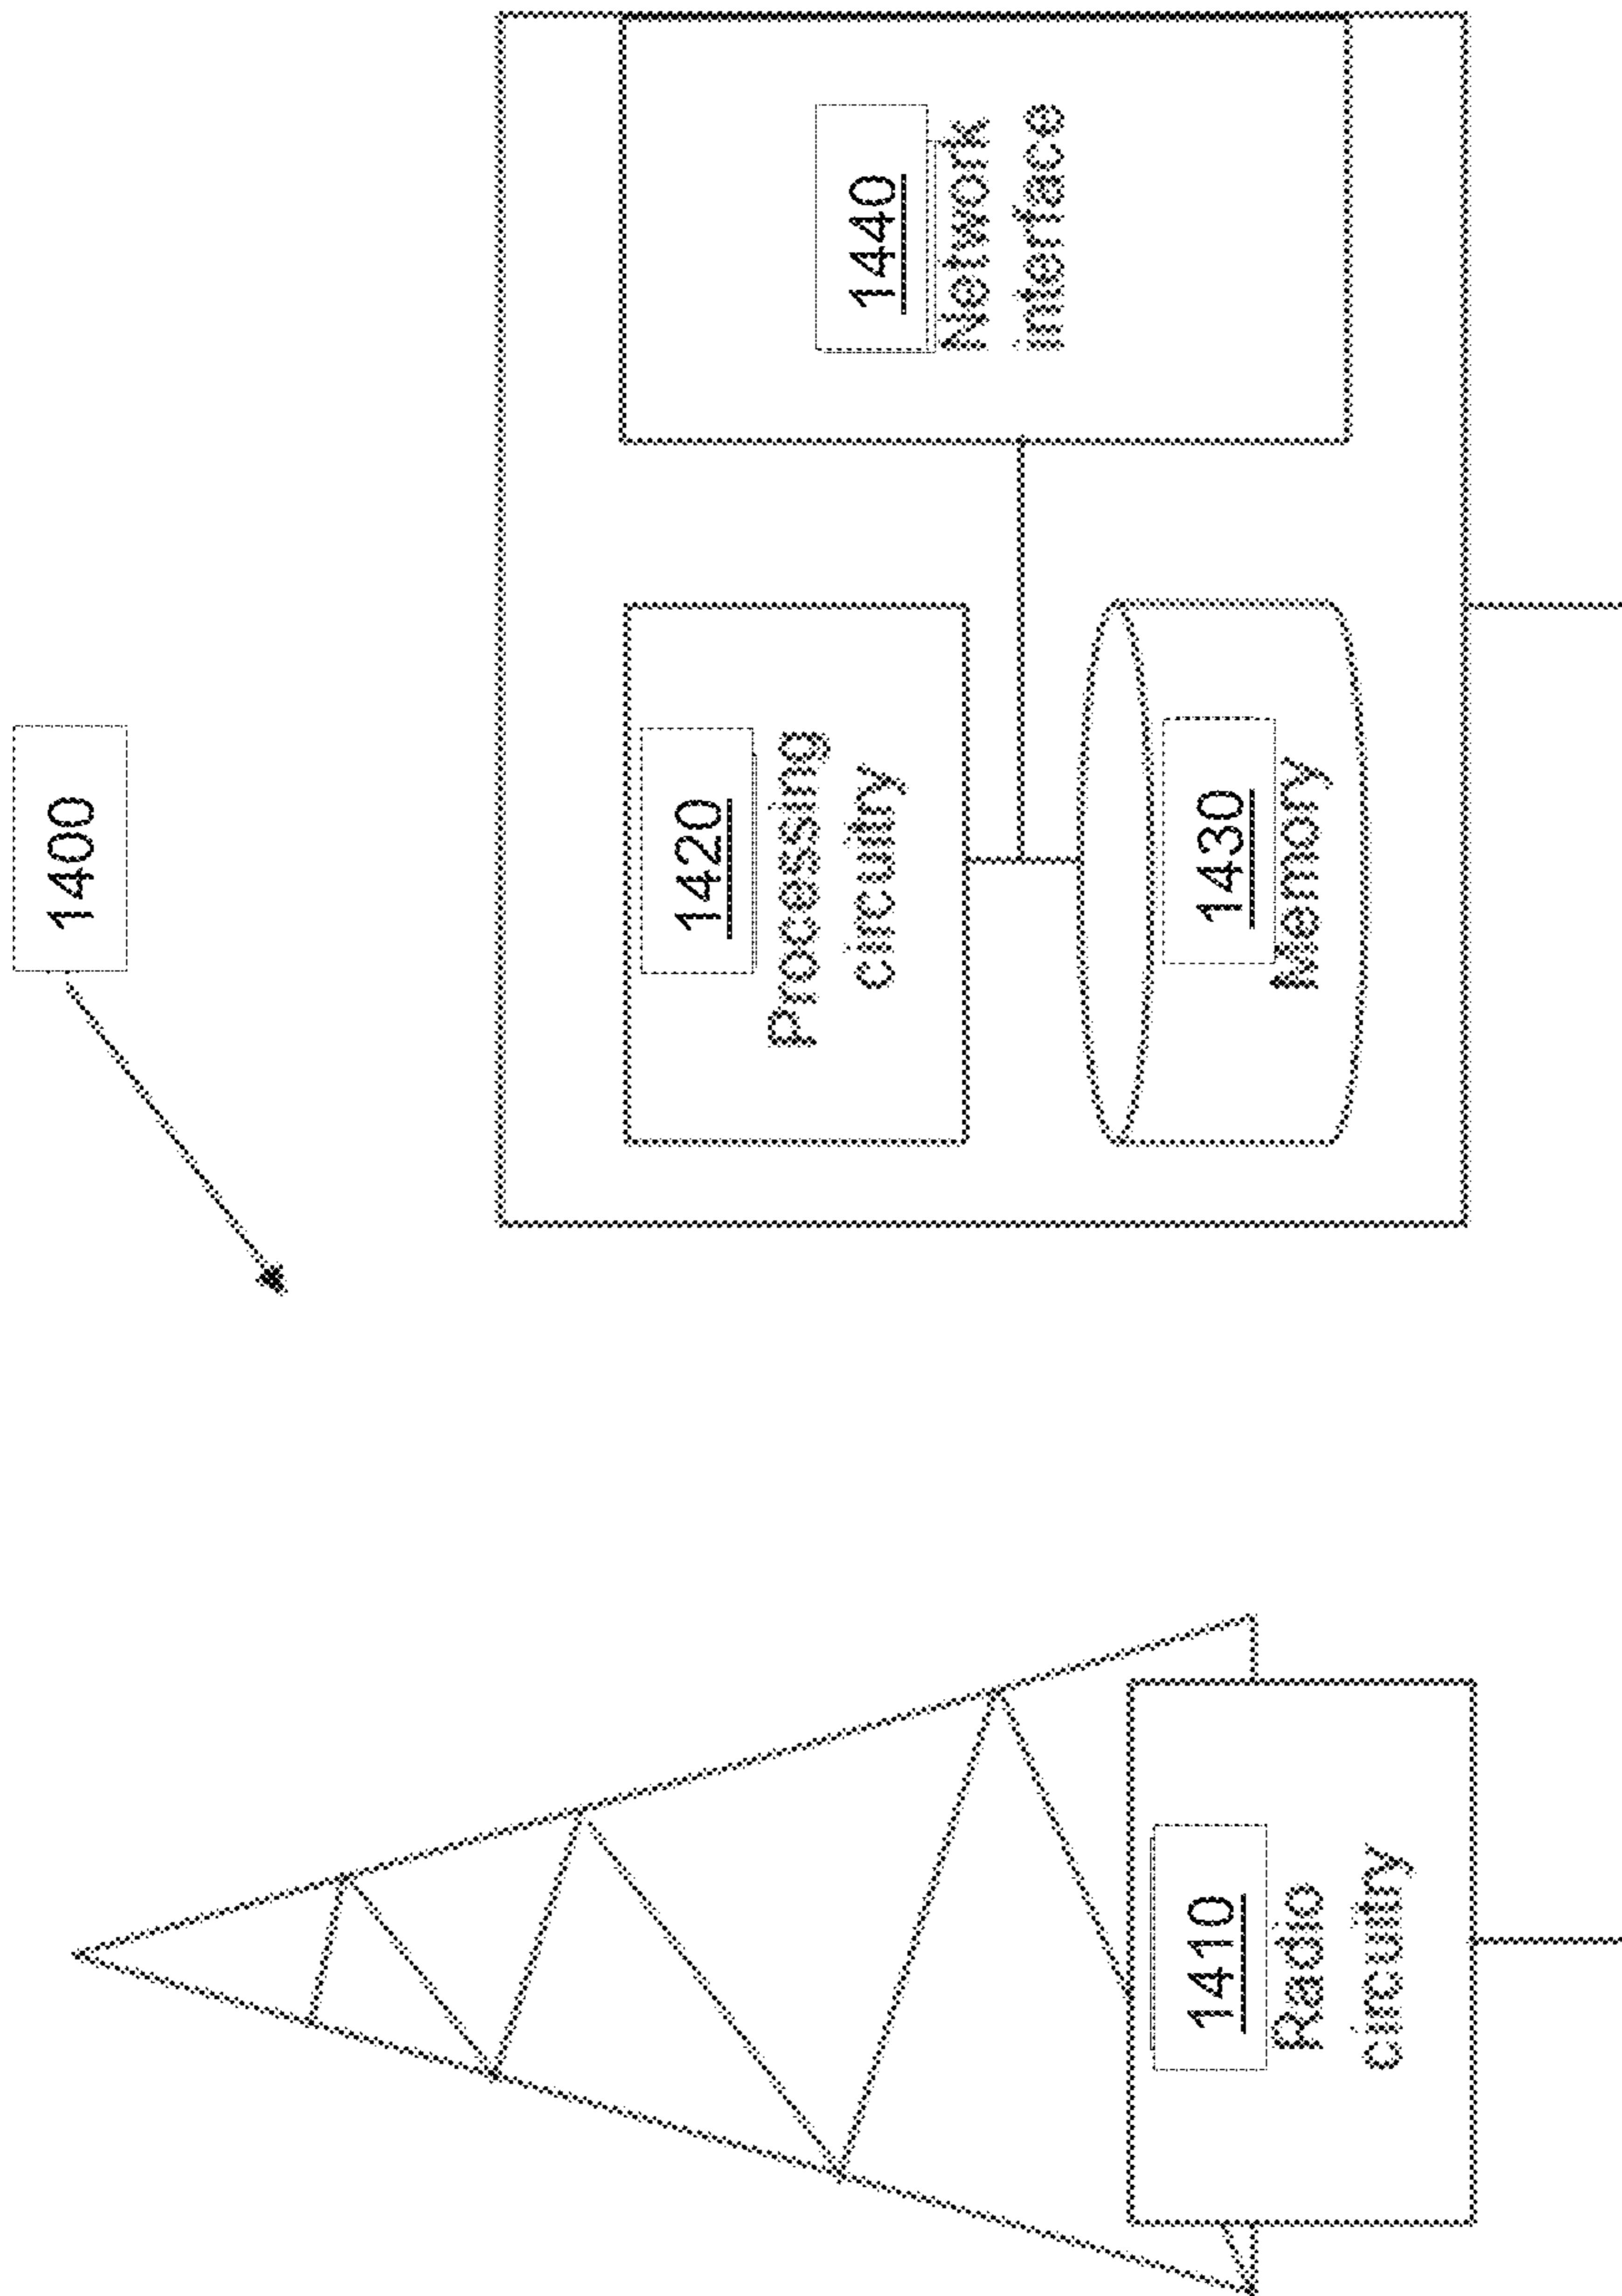 1400
1410
Radio
circuitry
1420
Processing
circuitry
1430
Memory
1440
Network
interface